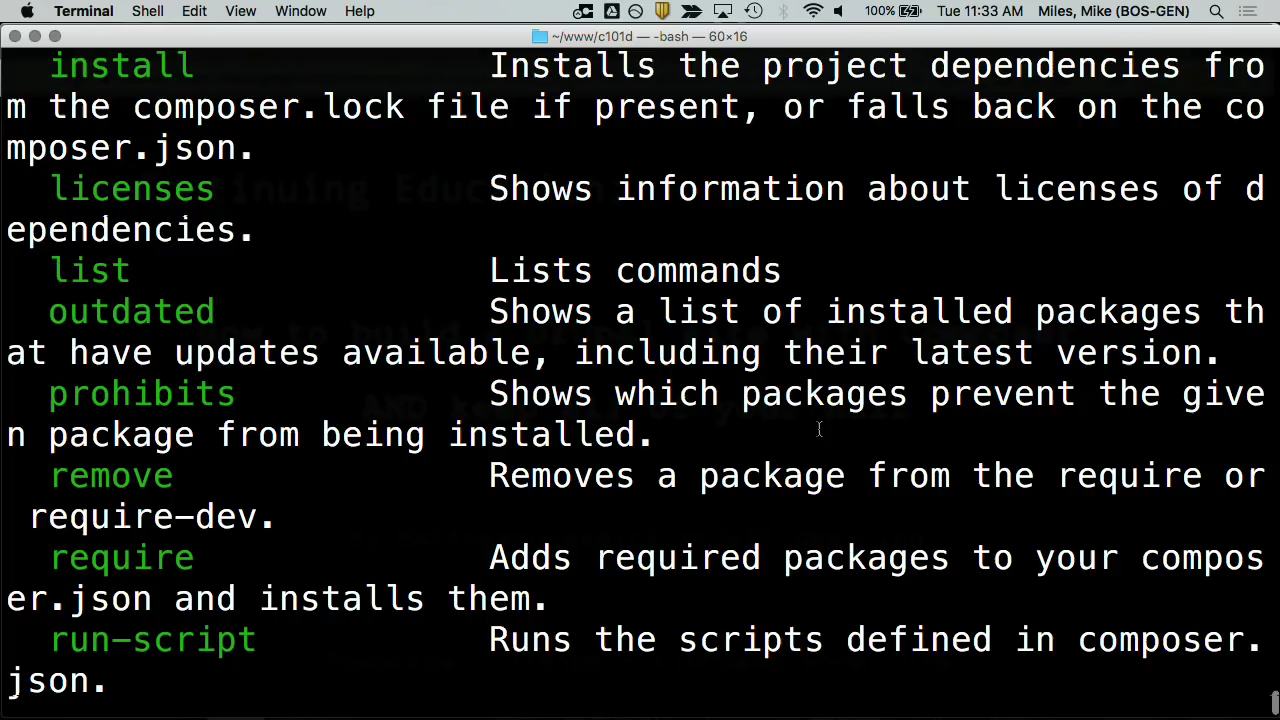 Terminal Shell Edit View Window Help 100% Tue 11:33 AM Miles, Mike (BOS-GEN)
~/www/c101d — -bash — 60×16
install Installs the project dependencies fro
m the composer.lock file if present, or falls back on the co
mposer.json.
licenses Shows information about licenses of d
ependencies.
list Lists commands
outdated Shows a list of installed packages th
at have updates available, including their latest version.
prohibits Shows which packages prevent the give
n package from being installed.
remove Removes a package from the require or
require-dev.
require Adds required packages to your compos
er.json and installs them.
run-script Runs the scripts defined in composer.
json.